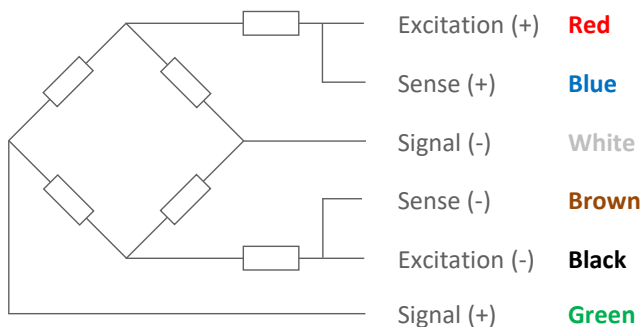 Excitation (+) Red
Sense (+) Blue
Signal (-) White
Sense (-) Brown
Excitation (-) Black
Signal (+) Green